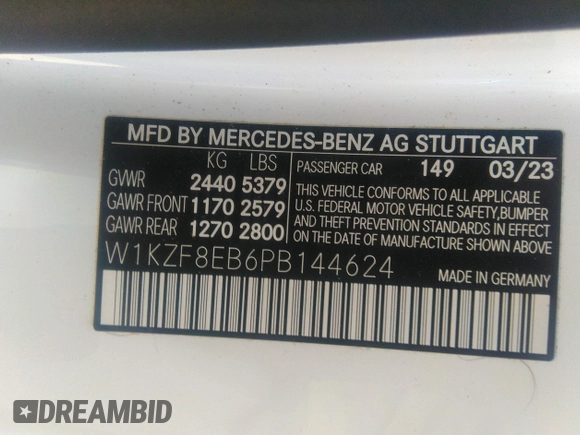 MFD BY MERCEDES-BENZ AG STUTTGART
KG LBS PASSENGER CAR 149 03/23
GVWR 2440 5379
GAWR FRONT 1170 2579
GAWR REAR 1270 2800
THIS VEHICLE CONFORMS TO ALL APPLICABLE
U.S. FEDERAL MOTOR VEHICLE SAFETY, BUMPER
AND THEFT PREVENTION STANDARDS IN EFFECT
ON THE DATE OF MANUFACTURE SHOWN ABOVE.
W1KZF8EB6PB144624
MADE IN GERMANY
DREAMBID